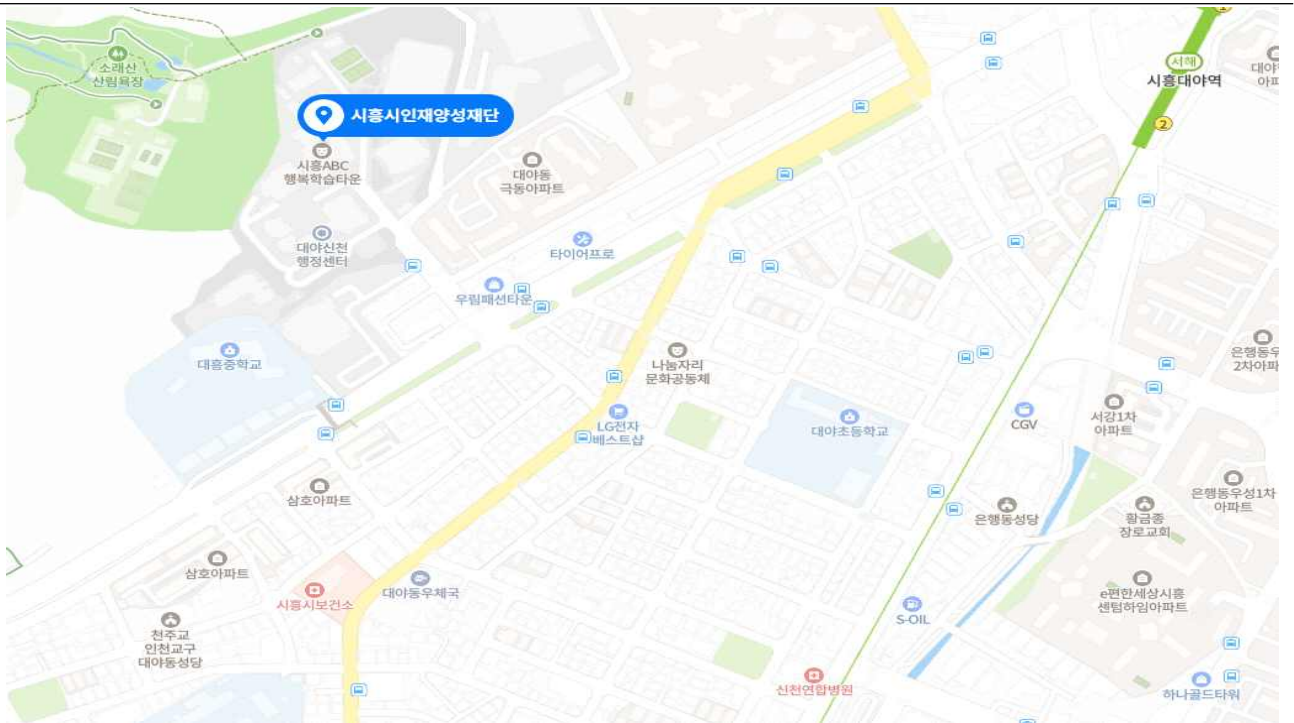 1
서해
시흥대야역
2
소래산
산림욕장
시흥시인재양성재단
시흥ABC
행복학습타운
대야동
극동아파트
대야신천
행정센터
타이어프로
우림패션타운
대흥중학교
나눔자리
문화공동체
은행동우
2차아파
LG전자
베스트샵
대야초등학교
CGV
서강1차
아파트
삼호아파트
은행동성당
황금종
장로교회
은행동우성1차
아파트
삼호아파트
시흥시보건소
대야동우체국
e편한세상시흥
센텀하임아파트
S-OIL
천주교
인천교구
대야동성당
신천연합병원
하나골드타워